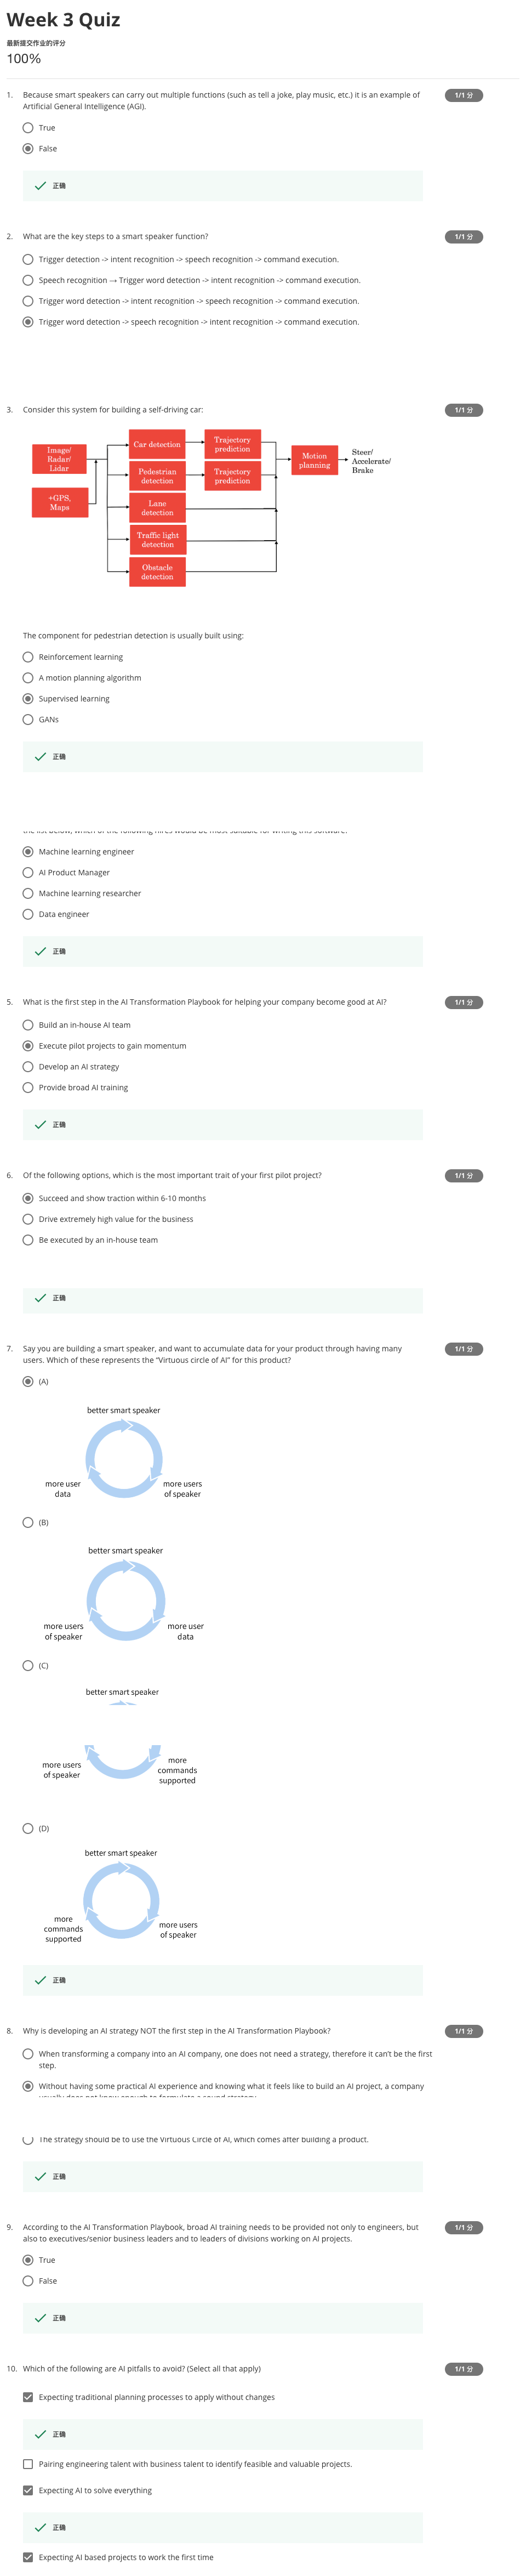 Week 3 Quiz
最新提交作业的评分
100%
1. Because smart speakers can carry out multiple functions (such as tell a joke, play music, etc.) it is an example of
Artificial General Intelligence (AGI).
1/1 分
True
False
正确
2. What are the key steps to a smart speaker function?
1/1 分
Trigger detection -> intent recognition -> speech recognition -> command execution.
Speech recognition → Trigger word detection -> intent recognition -> command execution.
Trigger word detection -> intent recognition -> speech recognition -> command execution.
Trigger word detection -> speech recognition -> intent recognition -> command execution.
3. Consider this system for building a self-driving car:
1/1 分
Image/
Radar/
Lidar
+GPS,
Maps
Car detection
Trajectory
prediction
Pedestrian
detection
Trajectory
prediction
Lane
detection
Traffic light
detection
Obstacle
detection
Motion
planning
Steer/
Accelerate/
Brake
The component for pedestrian detection is usually built using:
Reinforcement learning
A motion planning algorithm
Supervised learning
GANs
正确
the list below, which of the following hires would be most suitable for writing this software?
Machine learning engineer
AI Product Manager
Machine learning researcher
Data engineer
正确
5. What is the first step in the AI Transformation Playbook for helping your company become good at AI?
1/1 分
Build an in-house AI team
Execute pilot projects to gain momentum
Develop an AI strategy
Provide broad AI training
正确
6. Of the following options, which is the most important trait of your first pilot project?
1/1 分
Succeed and show traction within 6-10 months
Drive extremely high value for the business
Be executed by an in-house team
正确
7. Say you are building a smart speaker, and want to accumulate data for your product through having many
users. Which of these represents the “Virtuous circle of AI” for this product?
1/1 分
(A)
better smart speaker
more user
data
more users
of speaker
(B)
better smart speaker
more users
of speaker
more user
data
(C)
better smart speaker
more users
of speaker
more
commands
supported
(D)
better smart speaker
more
commands
supported
more users
of speaker
正确
8. Why is developing an AI strategy NOT the first step in the AI Transformation Playbook?
1/1 分
When transforming a company into an AI company, one does not need a strategy, therefore it can’t be the first
step.
Without having some practical AI experience and knowing what it feels like to build an AI project, a company
usually does not know enough to formulate a sound strategy.
The strategy should be to use the Virtuous Circle of AI, which comes after building a product.
正确
9. According to the AI Transformation Playbook, broad AI training needs to be provided not only to engineers, but
also to executives/senior business leaders and to leaders of divisions working on AI projects.
1/1 分
True
False
正确
10. Which of the following are AI pitfalls to avoid? (Select all that apply)
1/1 分
Expecting traditional planning processes to apply without changes
正确
Pairing engineering talent with business talent to identify feasible and valuable projects.
Expecting AI to solve everything
正确
Expecting AI based projects to work the first time